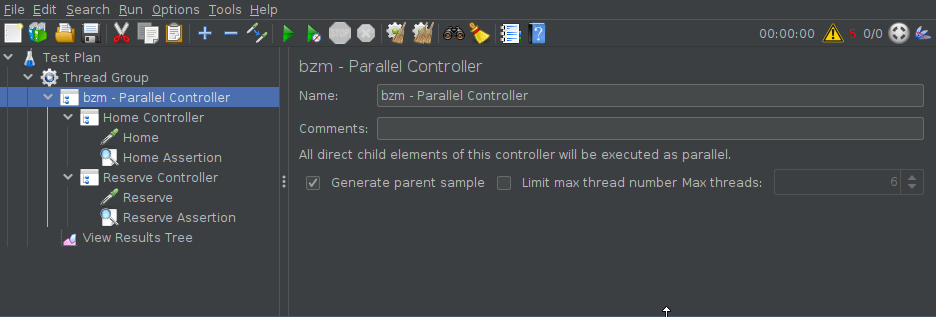 File Edit Search Run Options Tools Help
STOP 00:00:00 5 0/0
Test Plan
Thread Group
bzm - Parallel Controller
Home Controller
Home
Home Assertion
Reserve Controller
Reserve
Reserve Assertion
View Results Tree
bzm - Parallel Controller
Name: bzm - Parallel Controller
Comments:
All direct child elements of this controller will be executed as parallel.
Generate parent sample Limit max thread number Max threads: 6